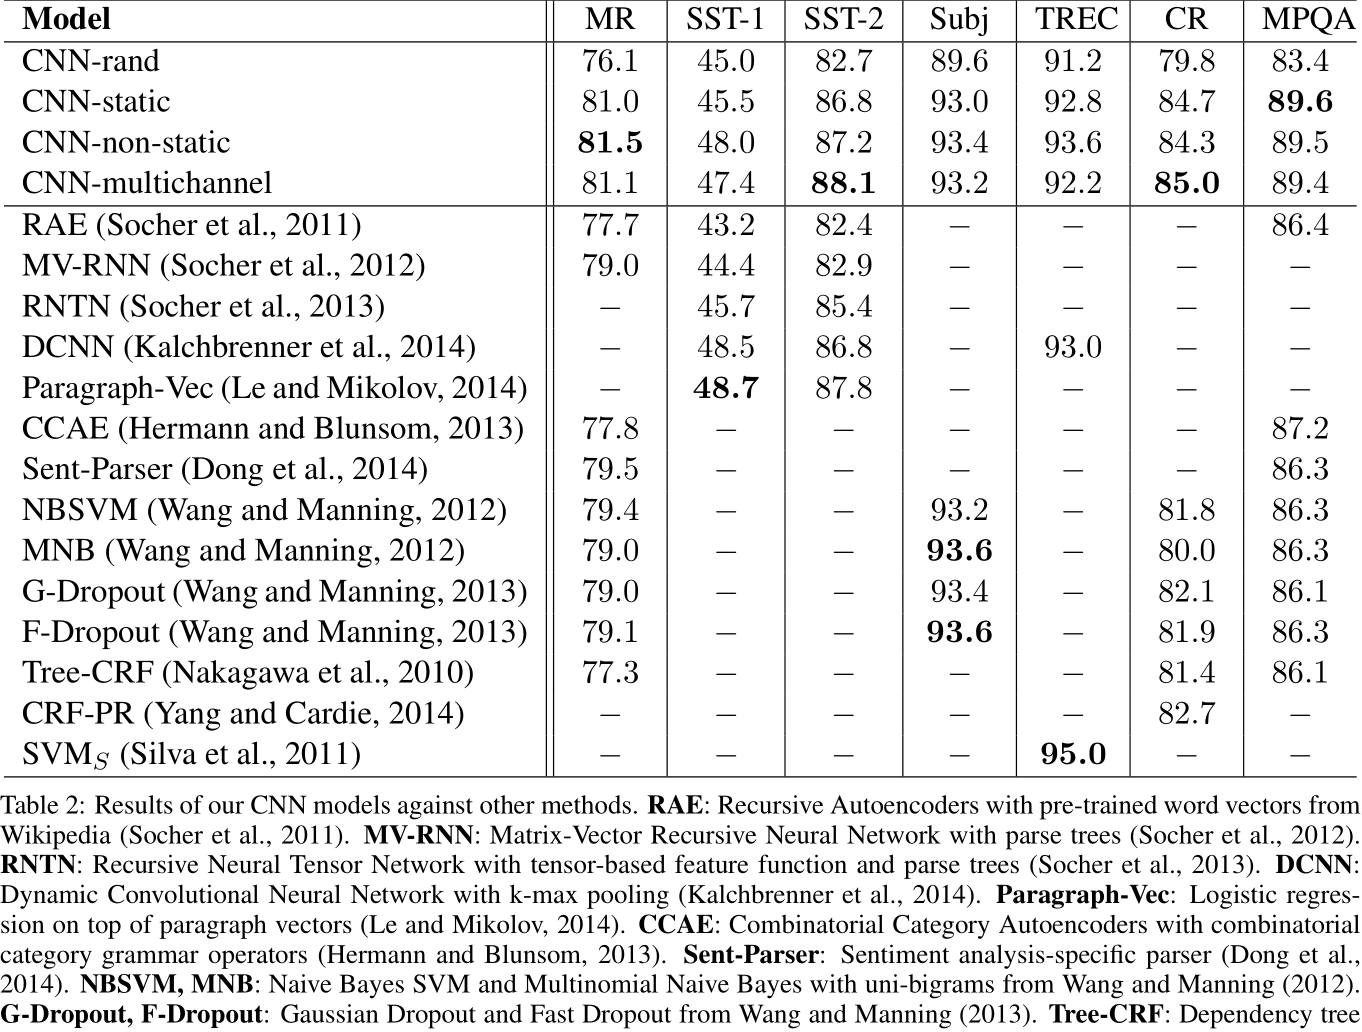 Model MR SST-1 SST-2 Subj TREC CR MPQA
CNN-rand 76.1 45.0 82.7 89.6 91.2 79.8 83.4
CNN-static 81.0 45.5 86.8 93.0 92.8 84.7 89.6
CNN-non-static 81.5 48.0 87.2 93.4 93.6 84.3 89.5
CNN-multichannel 81.1 47.4 88.1 93.2 92.2 85.0 89.4
RAE (Socher et al., 2011) 77.7 43.2 82.4 − − − 86.4
MV-RNN (Socher et al., 2012) 79.0 44.4 82.9 − − − −
RNTN (Socher et al., 2013) − 45.7 85.4 − − − −
DCNN (Kalchbrenner et al., 2014) − 48.5 86.8 − 93.0 − −
Paragraph-Vec (Le and Mikolov, 2014) − 48.7 87.8 − − − −
CCAE (Hermann and Blunsom, 2013) 77.8 − − − − − 87.2
Sent-Parser (Dong et al., 2014) 79.5 − − − − − 86.3
NBSVM (Wang and Manning, 2012) 79.4 − − 93.2 − 81.8 86.3
MNB (Wang and Manning, 2012) 79.0 − − 93.6 − 80.0 86.3
G-Dropout (Wang and Manning, 2013) 79.0 − − 93.4 − 82.1 86.1
F-Dropout (Wang and Manning, 2013) 79.1 − − 93.6 − 81.9 86.3
Tree-CRF (Nakagawa et al., 2010) 77.3 − − − − 81.4 86.1
CRF-PR (Yang and Cardie, 2014) − − − − − 82.7 −
SVMS (Silva et al., 2011) − − − − 95.0 − −
Table 2: Results of our CNN models against other methods. RAE: Recursive Autoencoders with pre-trained word vectors from
Wikipedia (Socher et al., 2011). MV-RNN: Matrix-Vector Recursive Neural Network with parse trees (Socher et al., 2012).
RNTN: Recursive Neural Tensor Network with tensor-based feature function and parse trees (Socher et al., 2013). DCNN:
Dynamic Convolutional Neural Network with k-max pooling (Kalchbrenner et al., 2014). Paragraph-Vec: Logistic regres-
sion on top of paragraph vectors (Le and Mikolov, 2014). CCAE: Combinatorial Category Autoencoders with combinatorial
category grammar operators (Hermann and Blunsom, 2013). Sent-Parser: Sentiment analysis-specific parser (Dong et al.,
2014). NBSVM, MNB: Naive Bayes SVM and Multinomial Naive Bayes with uni-bigrams from Wang and Manning (2012).
G-Dropout, F-Dropout: Gaussian Dropout and Fast Dropout from Wang and Manning (2013). Tree-CRF: Dependency tree